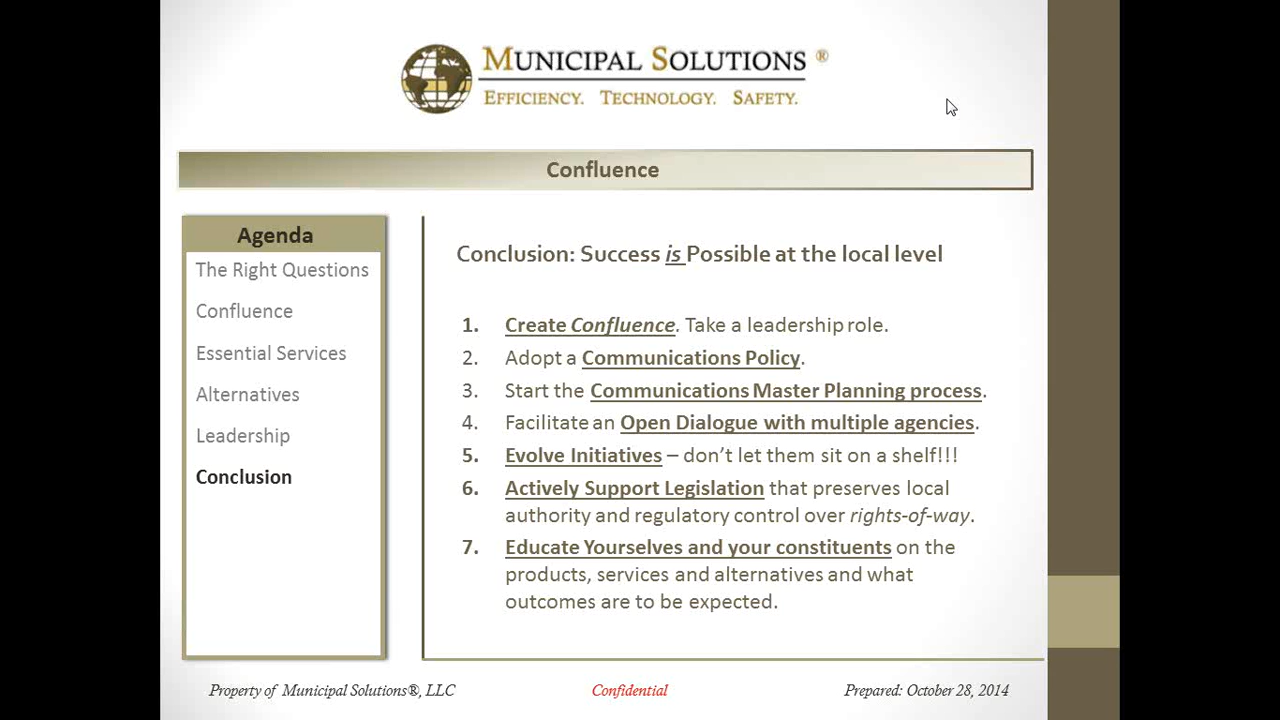 MUNICIPAL SOLUTIONS ®
EFFICIENCY. TECHNOLOGY. SAFETY.
Confluence
Agenda
The Right Questions
Confluence
Essential Services
Alternatives
Leadership
Conclusion
Conclusion: Success is Possible at the local level
1. Create Confluence. Take a leadership role.
2. Adopt a Communications Policy.
3. Start the Communications Master Planning process.
4. Facilitate an Open Dialogue with multiple agencies.
5. Evolve Initiatives – don't let them sit on a shelf!!!
6. Actively Support Legislation that preserves local
authority and regulatory control over rights-of-way.
7. Educate Yourselves and your constituents on the
products, services and alternatives and what
outcomes are to be expected.
Property of Municipal Solutions®, LLC
Confidential
Prepared: October 28, 2014